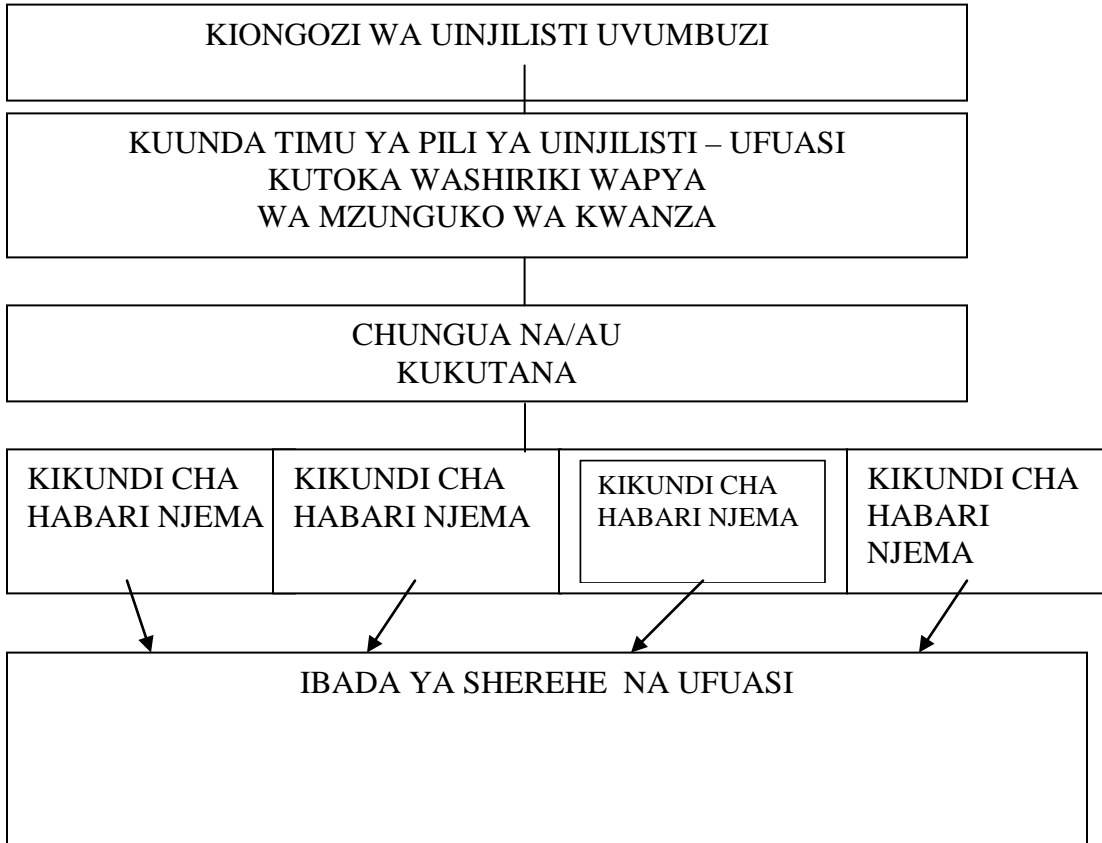 KIONGOZI WA UINJILISTI UVUMBUZI
KUUNDA TIMU YA PILI YA UINJILISTI – UFUASI
KUTOKA WASHIRIKI WAPYA
WA MZUNGUKO WA KWANZA
CHUNGUA NA/AU
KUKUTANA
KIKUNDI CHA
HABARI NJEMA
KIKUNDI CHA
HABARI NJEMA
KIKUNDI CHA
HABARI NJEMA
KIKUNDI CHA
HABARI
NJEMA
IBADA YA SHEREHE NA UFUASI